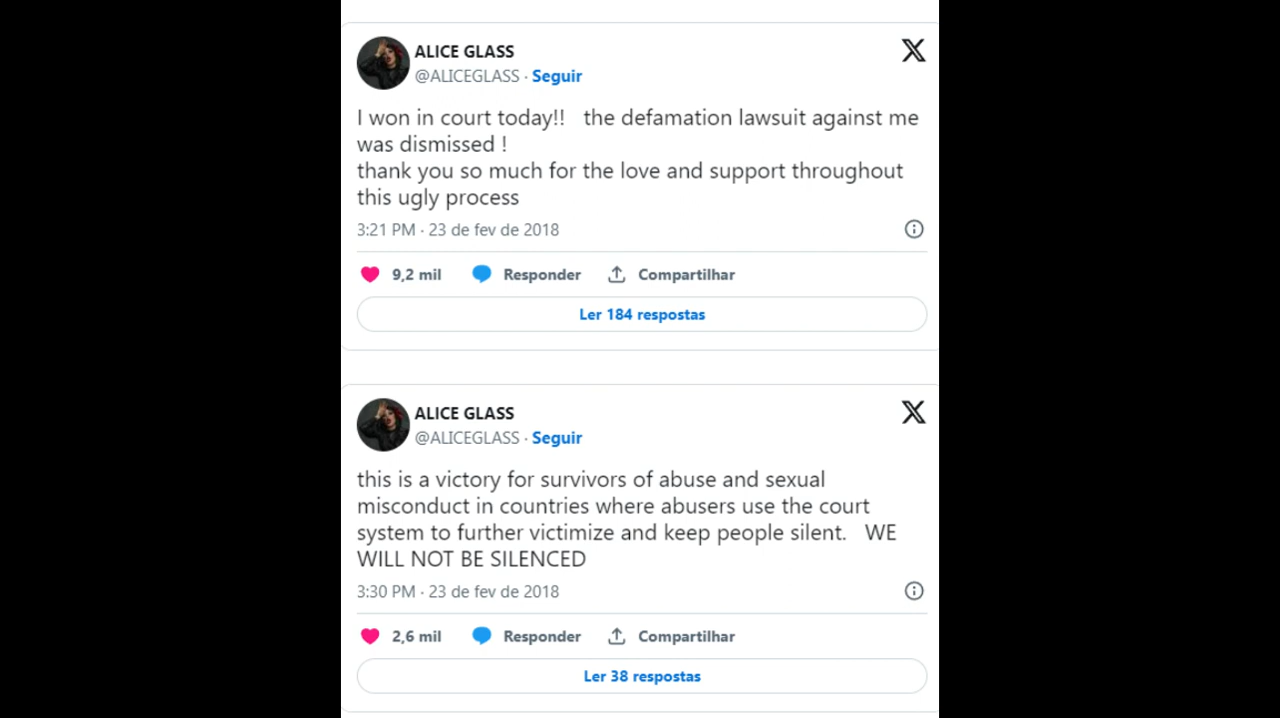 ALICE GLASS
@ALICEGLASS · Seguir
I won in court today!!   the defamation lawsuit against me
was dismissed !
thank you so much for the love and support throughout
this ugly process
3:21 PM · 23 de fev de 2018
9,2 mil Responder Compartilhar
Ler 184 respostas
ALICE GLASS
@ALICEGLASS · Seguir
this is a victory for survivors of abuse and sexual
misconduct in countries where abusers use the court
system to further victimize and keep people silent.   WE
WILL NOT BE SILENCED
3:30 PM · 23 de fev de 2018
2,6 mil Responder Compartilhar
Ler 38 respostas